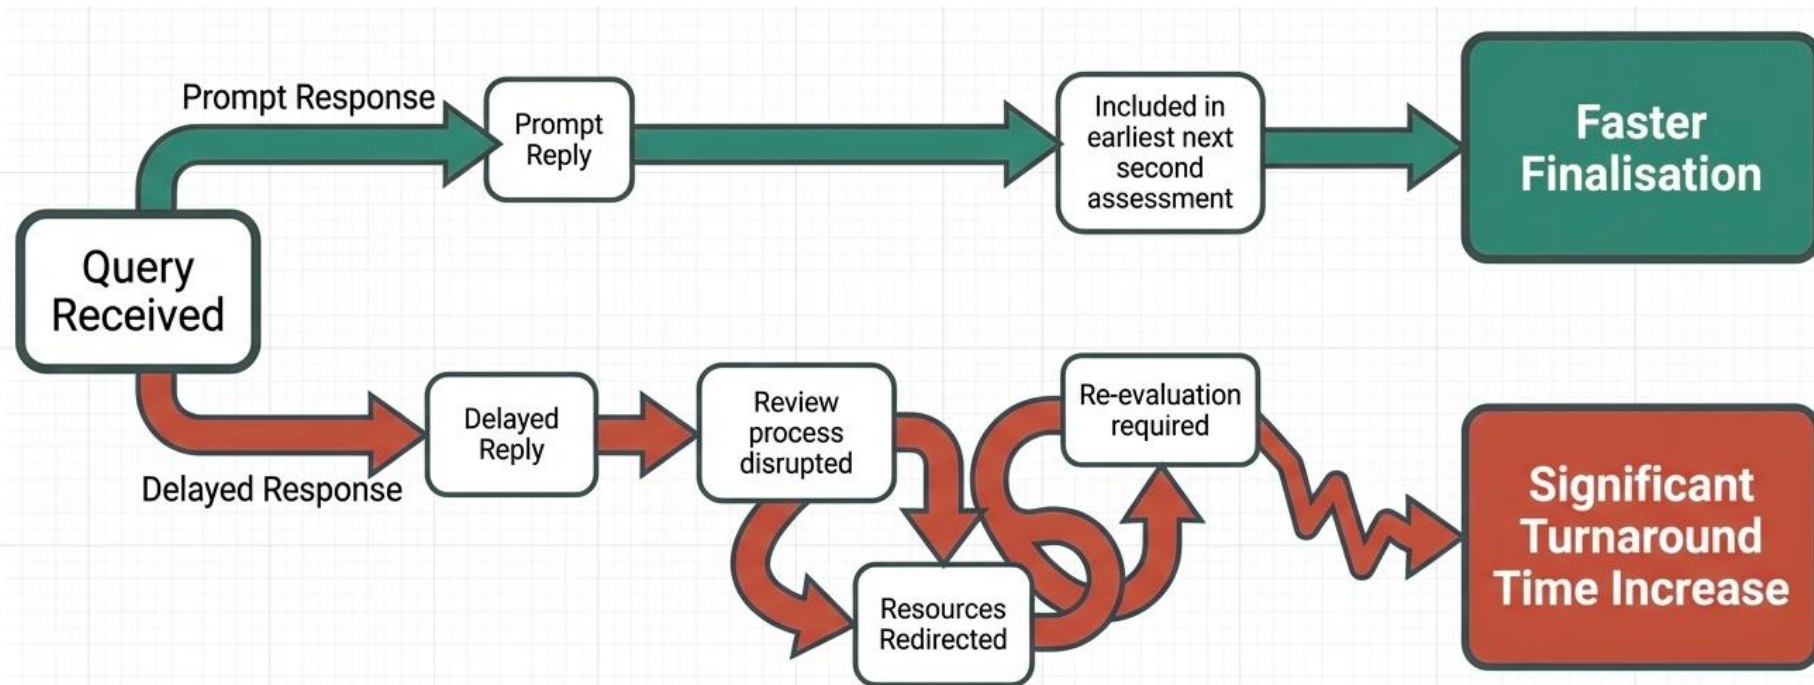 Prompt Response
Prompt
Reply
Included in
earliest next
second
assessment
Faster
Finalisation
Query
Received
Delayed Response
Delayed
Reply
Review
process
disrupted
Resources
Redirected
Re-evaluation
required
Significant
Turnaround
Time Increase